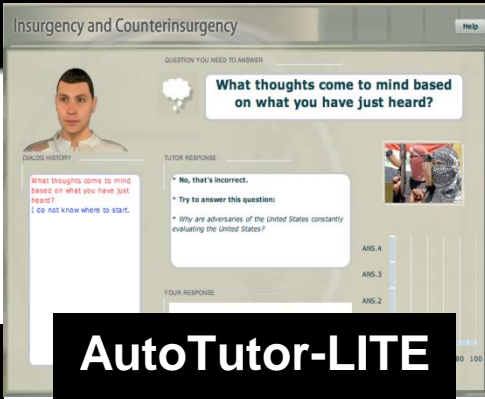 Insurgency and Counterinsurgency
Help
QUESTION YOU NEED TO ANSWER
What thoughts come to mind based
on what you have just heard?
DIALOG HISTORY
What thoughts come to mind
based on what you have just
heard?
I do not know where to start.
TUTOR RESPONSE
* No, that's incorrect.
* Try to answer this question:
* Why are adversaries of the United States constantly
evaluating the United States?
ANS.4
ANS.3
ANS.2
YOUR RESPONSE
80 100
AutoTutor-LITE